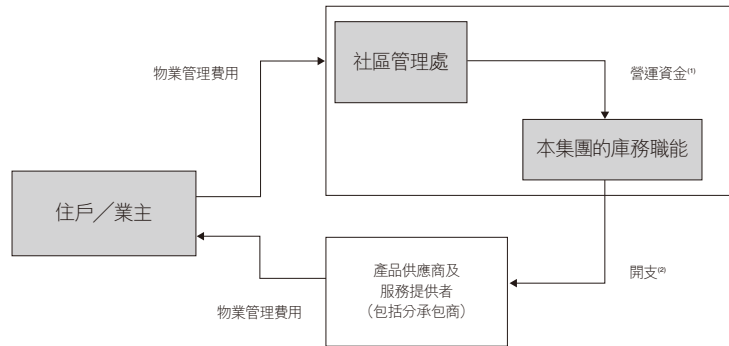 物業管理費用
社區管理處
營運資金⁽¹⁾
本集團的庫務職能
住戶／業主
產品供應商及
服務提供者
（包括分承包商）
開支⁽²⁾
物業管理費用